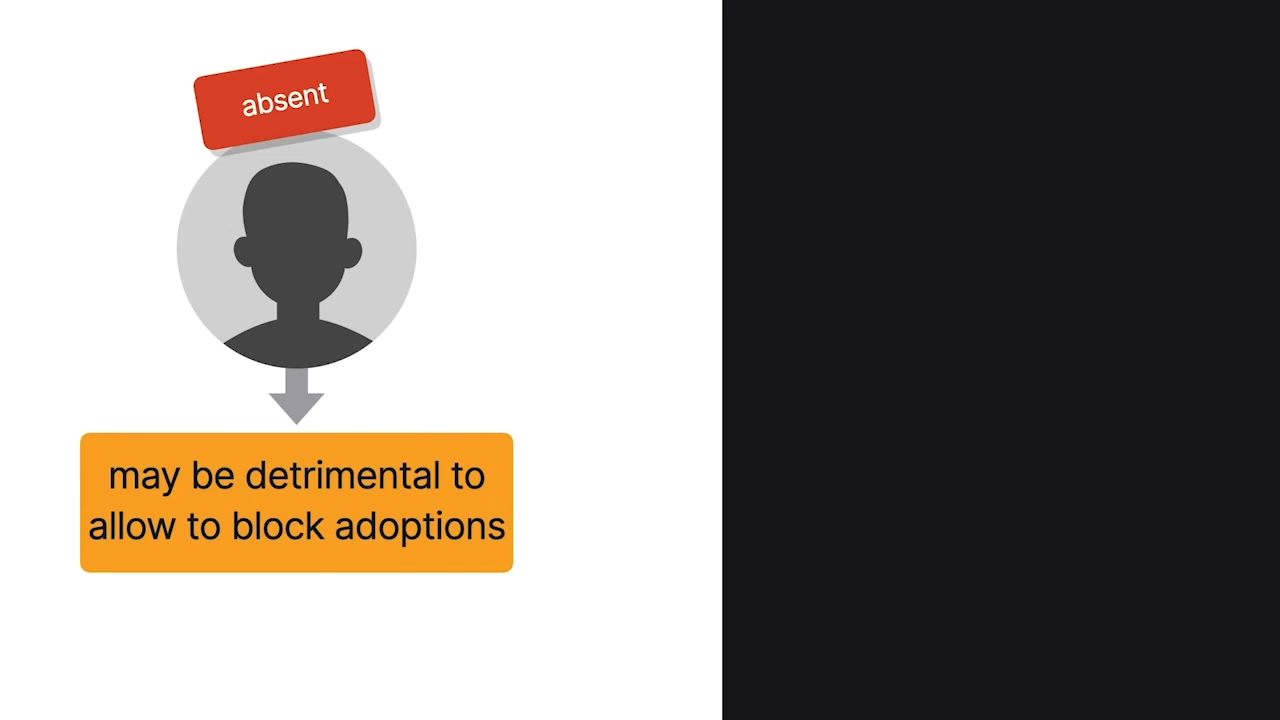 absent
may be detrimental to
allow to block adoptions